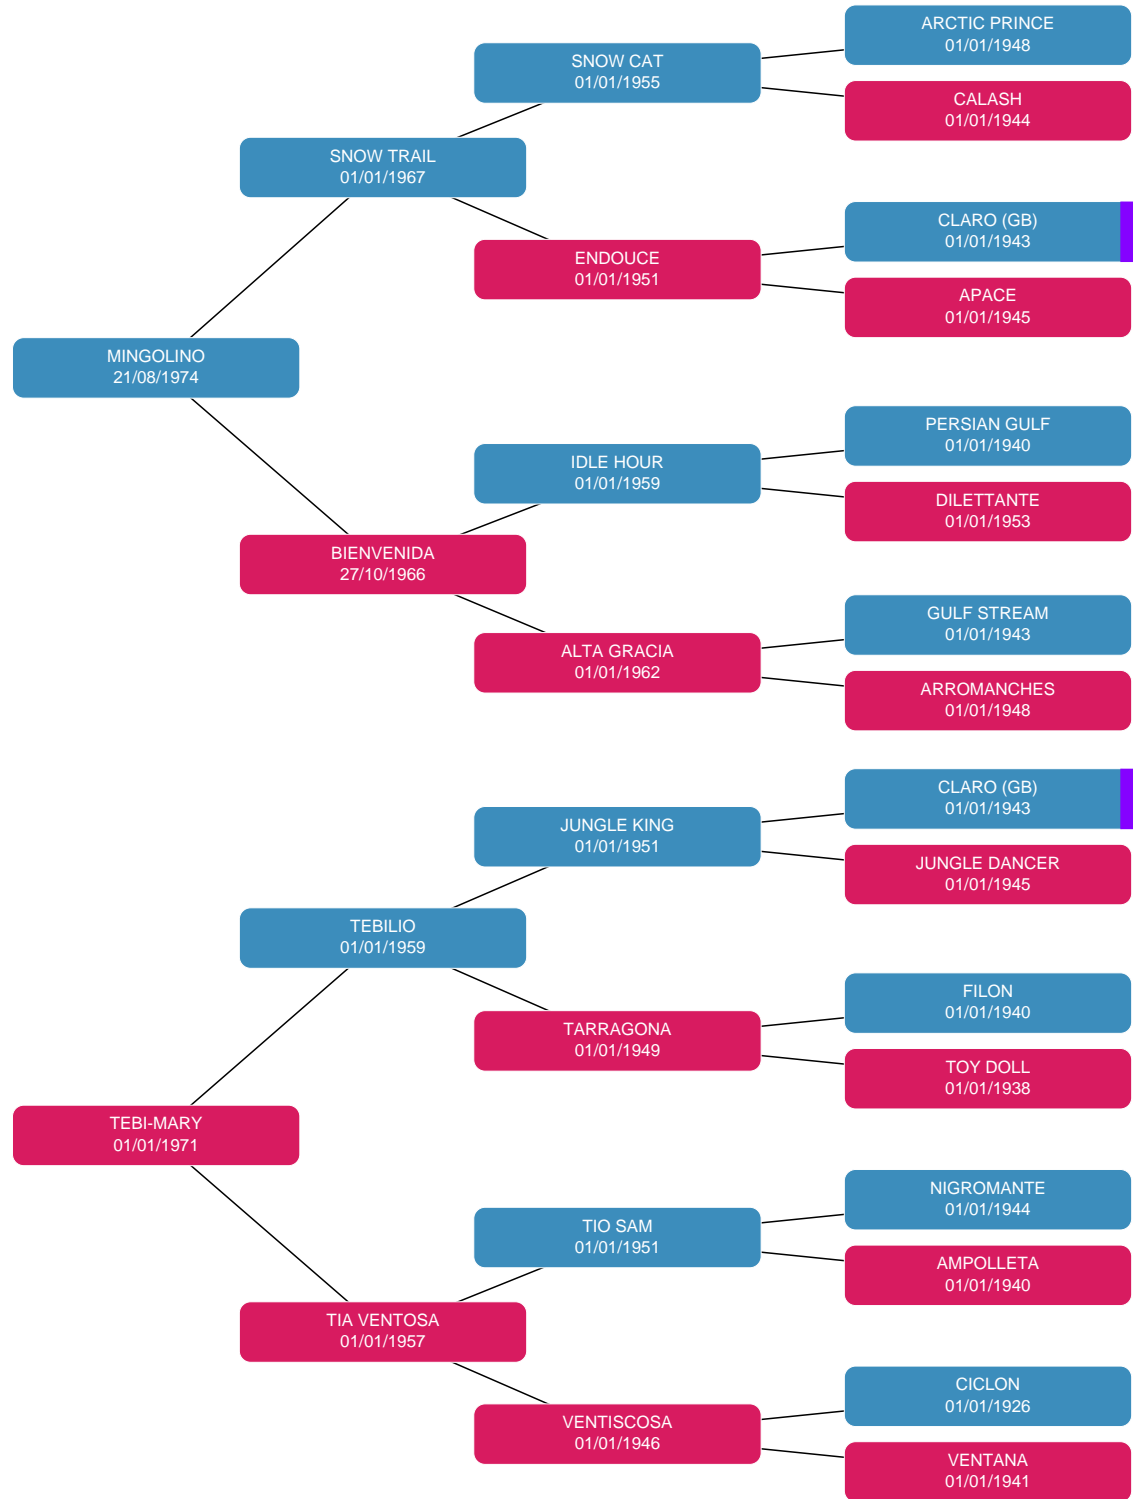 ARCTIC PRINCE
01/01/1948
SNOW CAT
01/01/1955
CALASH
01/01/1944
SNOW TRAIL
01/01/1967
CLARO (GB)
01/01/1943
ENDOUCE
01/01/1951
APACE
01/01/1945
MINGOLINO
21/08/1974
PERSIAN GULF
01/01/1940
IDLE HOUR
01/01/1959
DILETTANTE
01/01/1953
BIENVENIDA
27/10/1966
GULF STREAM
01/01/1943
ALTA GRACIA
01/01/1962
ARROMANCHES
01/01/1948
CLARO (GB)
01/01/1943
JUNGLE KING
01/01/1951
JUNGLE DANCER
01/01/1945
TEBILIO
01/01/1959
FILON
01/01/1940
TARRAGONA
01/01/1949
TOY DOLL
01/01/1938
TEBI-MARY
01/01/1971
NIGROMANTE
01/01/1944
TIO SAM
01/01/1951
AMPOLLETA
01/01/1940
TIA VENTOSA
01/01/1957
CICLON
01/01/1926
VENTISCOSA
01/01/1946
VENTANA
01/01/1941